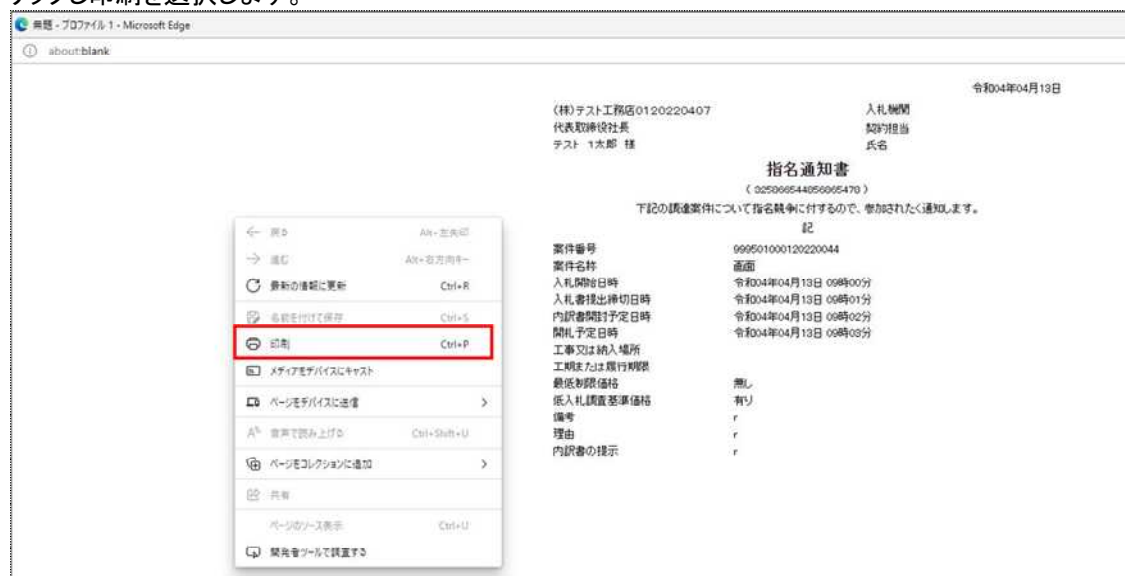 無題 - プロファイル 1 - Microsoft Edge
about:blank
令和04年04月13日
(株)テスト工務店0120220407 入札機関
代表取締役社長 契約担当
テスト 1太郎 様 氏名
指名通知書
下記の調達案件について指名競争に付するので、参加されたく通知します。
記
案件番号 999501000120220044
案件名称 画面
入札開始日時 令和04年04月13日 09時00分
入札書提出締切日時 令和04年04月13日 09時01分
内訳書開封予定日時 令和04年04月13日 09時02分
開札予定日時 令和04年04月13日 09時03分
工事又は納入場所
工期または履行期限
最低制限価格 無し
低入札調査基準価格 有り
備考 r
理由 r
内訳書の提示 r
戻る Alt+左矢印
進む Alt+右方向キー
最新の情報に更新 Ctrl+R
名前を付けて保存 Ctrl+S
印刷 Ctrl+P
メディアをデバイスにキャスト
ページをデバイスに送信
音声で読み上げる Ctrl+Shift+U
ページをコレクションに追加
共有
ページのソース表示 Ctrl+U
開発者ツールで調査する